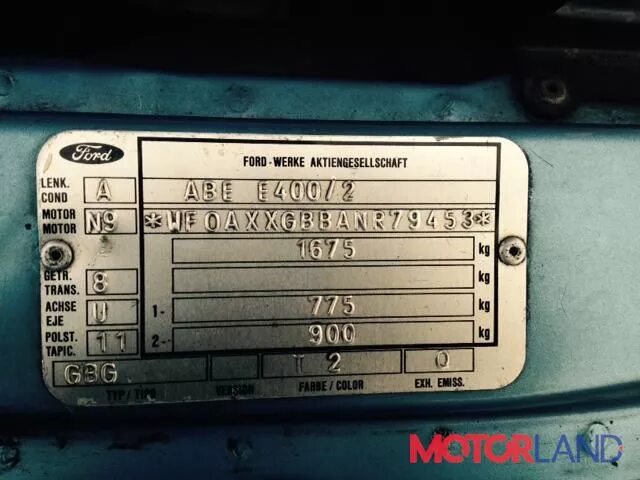 Ford
FORD-WERKE AKTIENGESELLSCHAFT
LENK. COND A ABE E400/2
MOTOR MOTOR N9 *WF0AXXGBBANR79453*
1675 kg
GETR. TRANS. 8 kg
ACHSE EJE U 1- 775 kg
POLST. TAPIC. 11 2- 900 kg
GBG T 2 0
TYP/TIPO VERSION FARBE/COLOR EXH. EMISS.
MOTORLAND